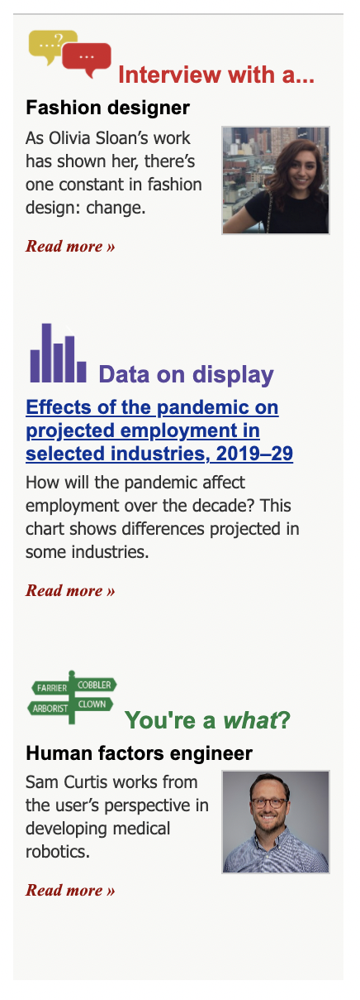 ...?
...
Interview with a...
Fashion designer
As Olivia Sloan’s work
has shown her, there’s
one constant in fashion
design: change.
Read more »
Data on display
Effects of the pandemic on
projected employment in
selected industries, 2019–29
How will the pandemic affect
employment over the decade? This
chart shows differences projected in
some industries.
Read more »
FARRIER
COBBLER
ARBORIST
CLOWN
You're a what?
Human factors engineer
Sam Curtis works from
the user’s perspective in
developing medical
robotics.
Read more »